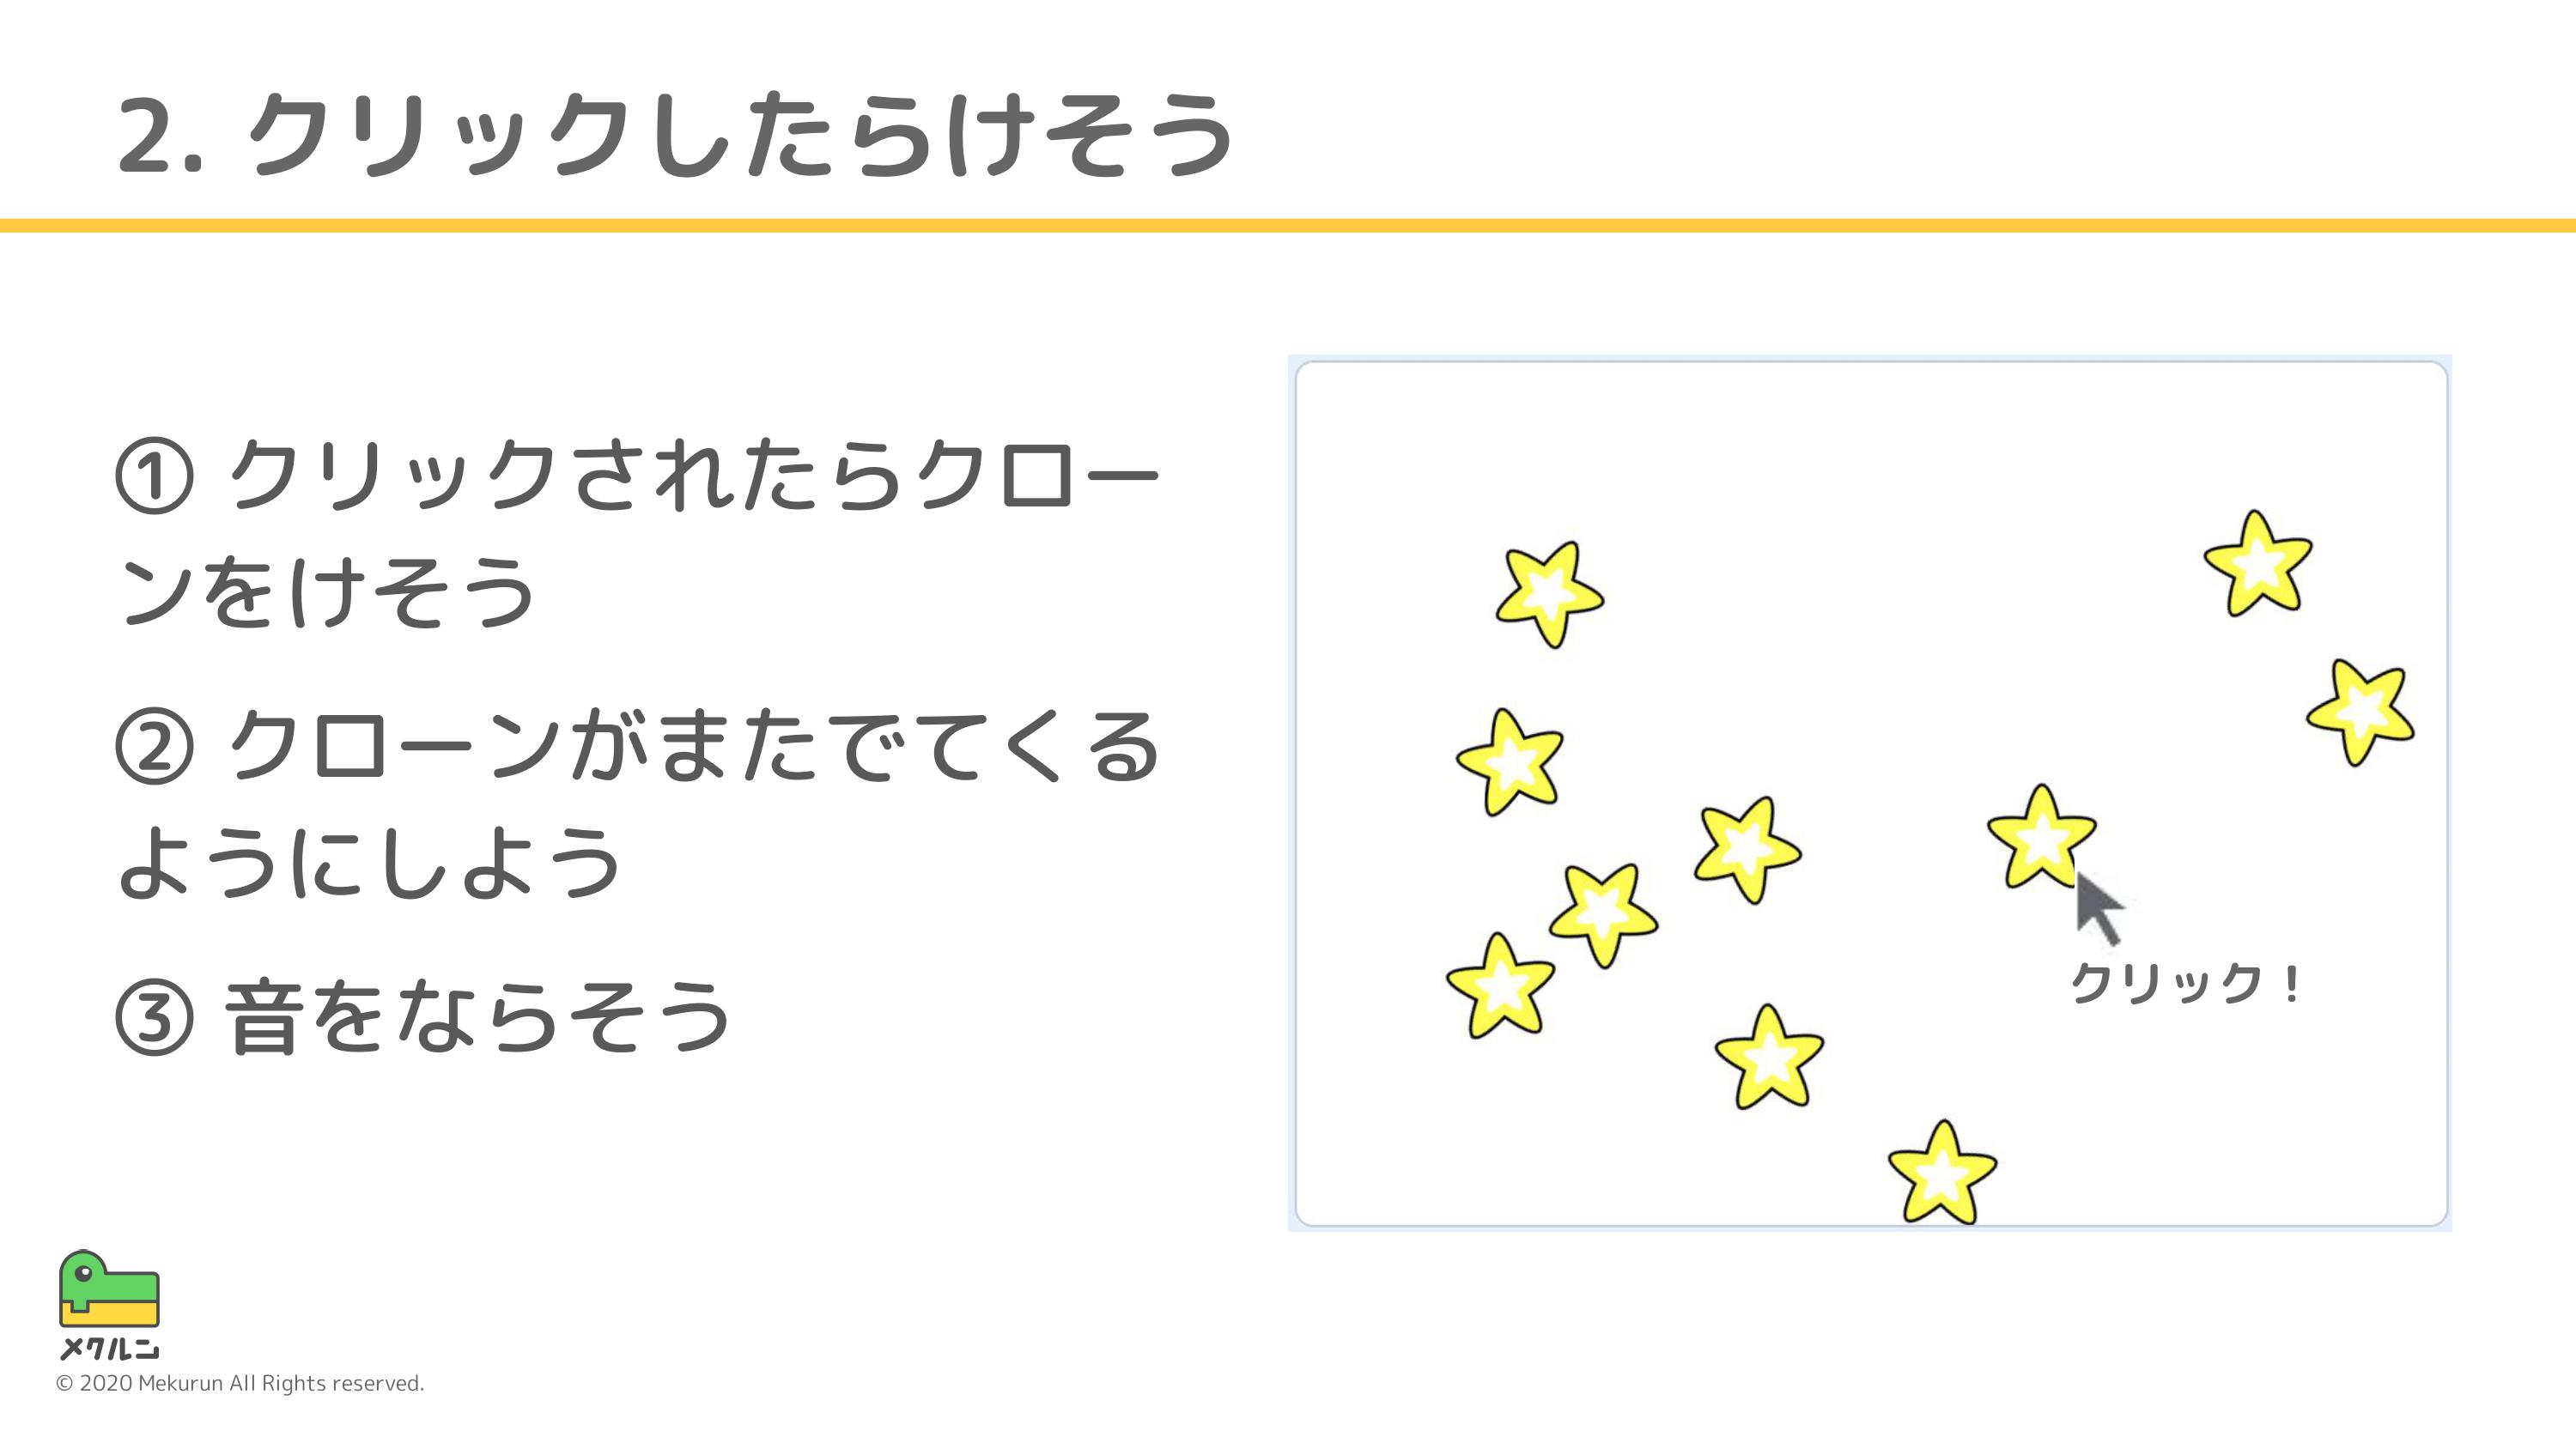 2. クリックしたらけそう
① クリックされたらクロー
ンをけそう
② クローンがまたでてくる
ようにしよう
③ 音をならそう
クリック！
メクルン
© 2020 Mekurun All Rights reserved.